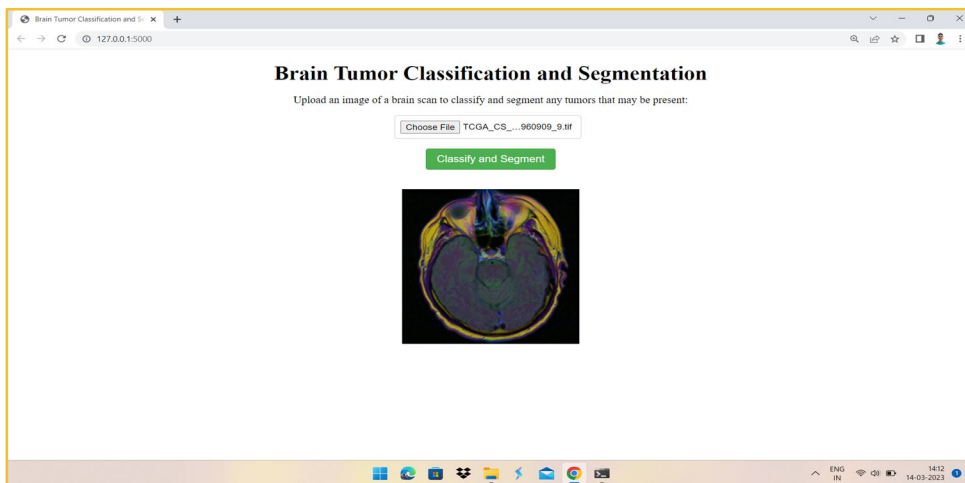 Brain Tumor Classification and Se
127.0.0.1:5000
Brain Tumor Classification and Segmentation
Upload an image of a brain scan to classify and segment any tumors that may be present:
Choose File TCGA_CS_...960909_9.tif
Classify and Segment
ENG
IN
14:12
14-03-2023
1